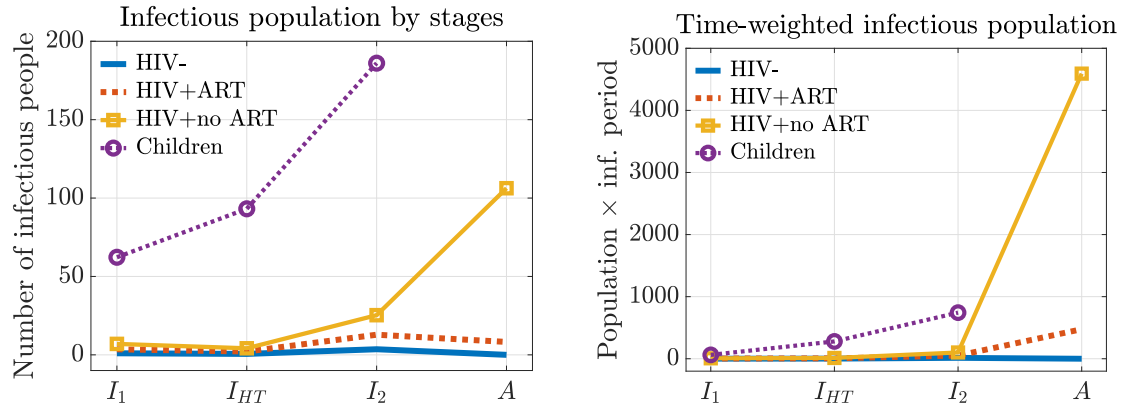 Infectious population by stages
Number of infectious people
200
150
100
50
0
HIV-
HIV+ART
HIV+no ART
Children
I₁
I_HT
I₂
A
Time-weighted infectious population
Population × inf. period
5000
4000
3000
2000
1000
0
HIV-
HIV+ART
HIV+no ART
Children
I₁
I_HT
I₂
A